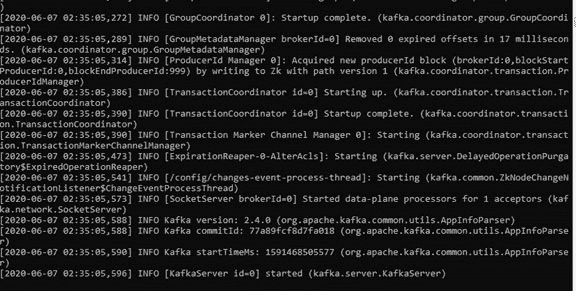 )
[2020-06-07 02:35:05,272] INFO [GroupCoordinator 0]: Startup complete. (kafka.coordinator.group.GroupCoordi
nator)
[2020-06-07 02:35:05,289] INFO [GroupMetadataManager brokerId=0] Removed 0 expired offsets in 17 millisecon
ds. (kafka.coordinator.group.GroupMetadataManager)
[2020-06-07 02:35:05,314] INFO [ProducerId Manager 0]: Acquired new producerId block (brokerId:0,blockStart
ProducerId:0,blockEndProducerId:999) by writing to Zk with path version 1 (kafka.coordinator.transaction.Pr
oducerIdManager)
[2020-06-07 02:35:05,386] INFO [TransactionCoordinator id=0] Starting up. (kafka.coordinator.transaction.Tr
ansactionCoordinator)
[2020-06-07 02:35:05,390] INFO [TransactionCoordinator id=0] Startup complete. (kafka.coordinator.transacti
on.TransactionCoordinator)
[2020-06-07 02:35:05,390] INFO [Transaction Marker Channel Manager 0]: Starting (kafka.coordinator.transact
ion.TransactionMarkerChannelManager)
[2020-06-07 02:35:05,473] INFO [ExpirationReaper-0-AlterAcls]: Starting (kafka.server.DelayedOperationPurga
tory$ExpiredOperationReaper)
[2020-06-07 02:35:05,541] INFO [/config/changes-event-process-thread]: Starting (kafka.common.ZkNodeChangeN
otificationListener$ChangeEventProcessThread)
[2020-06-07 02:35:05,573] INFO [SocketServer brokerId=0] Started data-plane processors for 1 acceptors (kaf
ka.network.SocketServer)
[2020-06-07 02:35:05,588] INFO Kafka version: 2.4.0 (org.apache.kafka.common.utils.AppInfoParser)
[2020-06-07 02:35:05,588] INFO Kafka commitId: 77a89fcf8d7fa018 (org.apache.kafka.common.utils.AppInfoParse
r)
[2020-06-07 02:35:05,590] INFO Kafka startTimeMs: 1591468505577 (org.apache.kafka.common.utils.AppInfoParse
r)
[2020-06-07 02:35:05,596] INFO [KafkaServer id=0] started (kafka.server.KafkaServer)